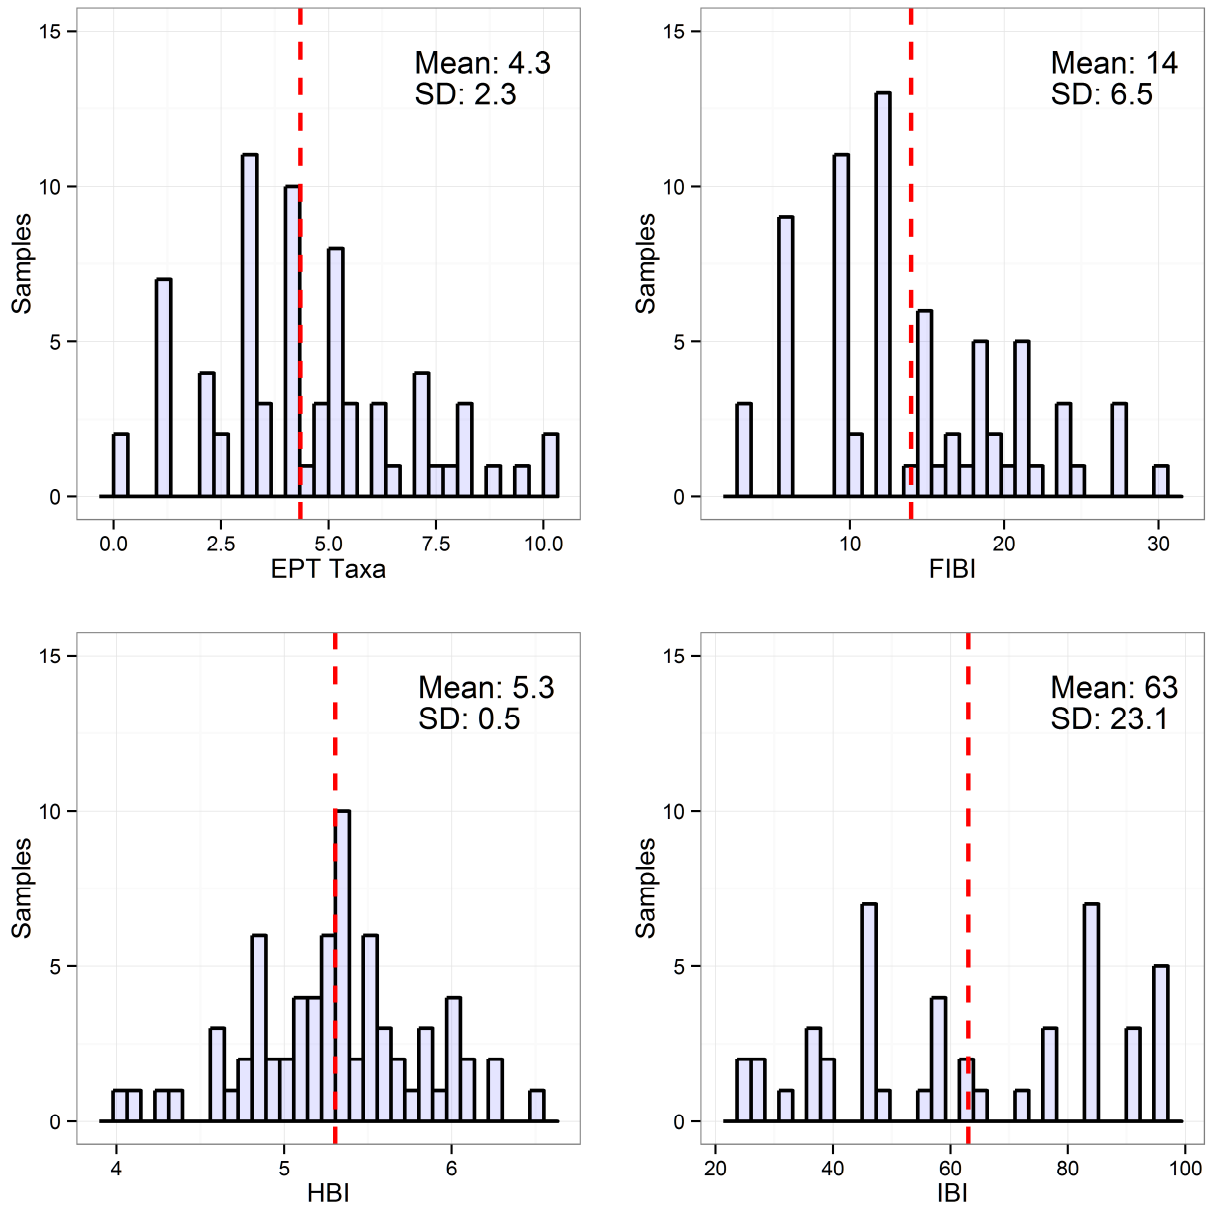 15
10
5
0
Samples
Mean: 4.3
SD: 2.3
0.0 2.5 5.0 7.5 10.0
EPT Taxa
15
10
5
0
Samples
Mean: 14
SD: 6.5
10 20 30
FIBI
15
10
5
0
Samples
Mean: 5.3
SD: 0.5
4 5 6
HBI
15
10
5
0
Samples
Mean: 63
SD: 23.1
20 40 60 80 100
IBI